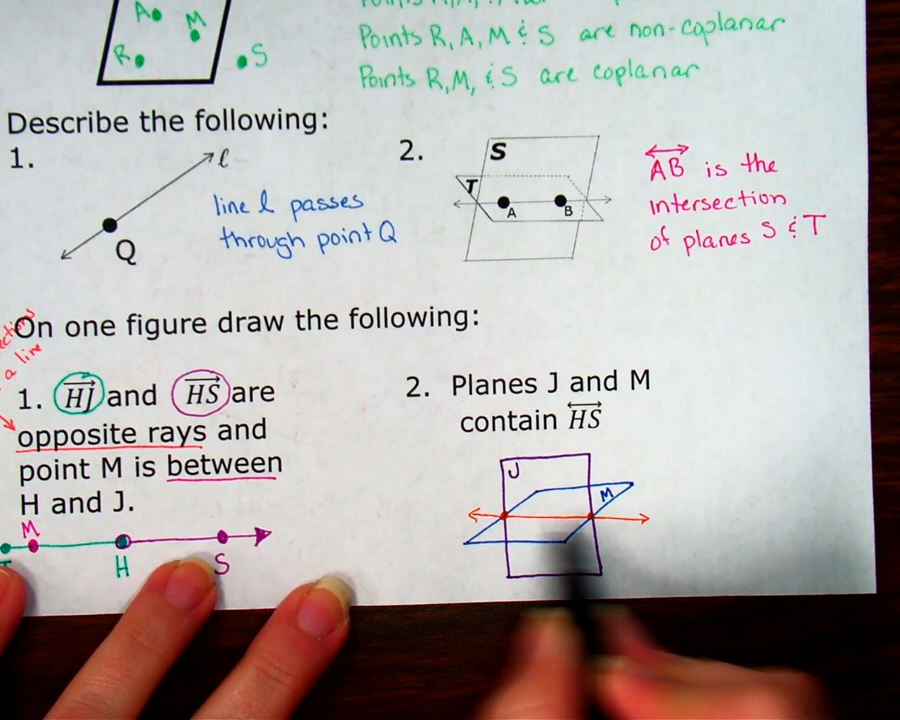 A
M
R
S
Points R, A, M & S are non-coplanar
Points R, M, & S are coplanar
Describe the following:
1.
l
Q
line l passes
through point Q
2.
S
T
A
B
AB is the
intersection
of planes S & T
a line
On one figure draw the following:
1. HJ and HS are
opposite rays and
point M is between
H and J.
M
H
S
2. Planes J and M
contain HS
J
M